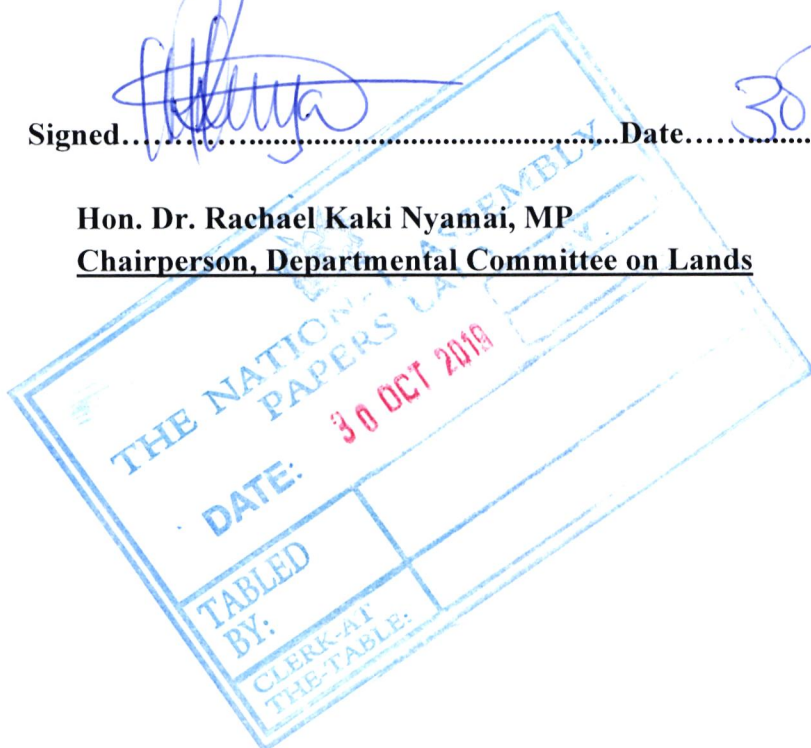 Signed.......................................................Date.............
30
Hon. Dr. Rachael Kaki Nyamai, MP
Chairperson, Departmental Committee on Lands
THE NATIONAL ASSEMBLY
PAPERS LAID
DATE: 30 OCT 2019
TABLED
BY:
CLERK-AT
THE-TABLE: